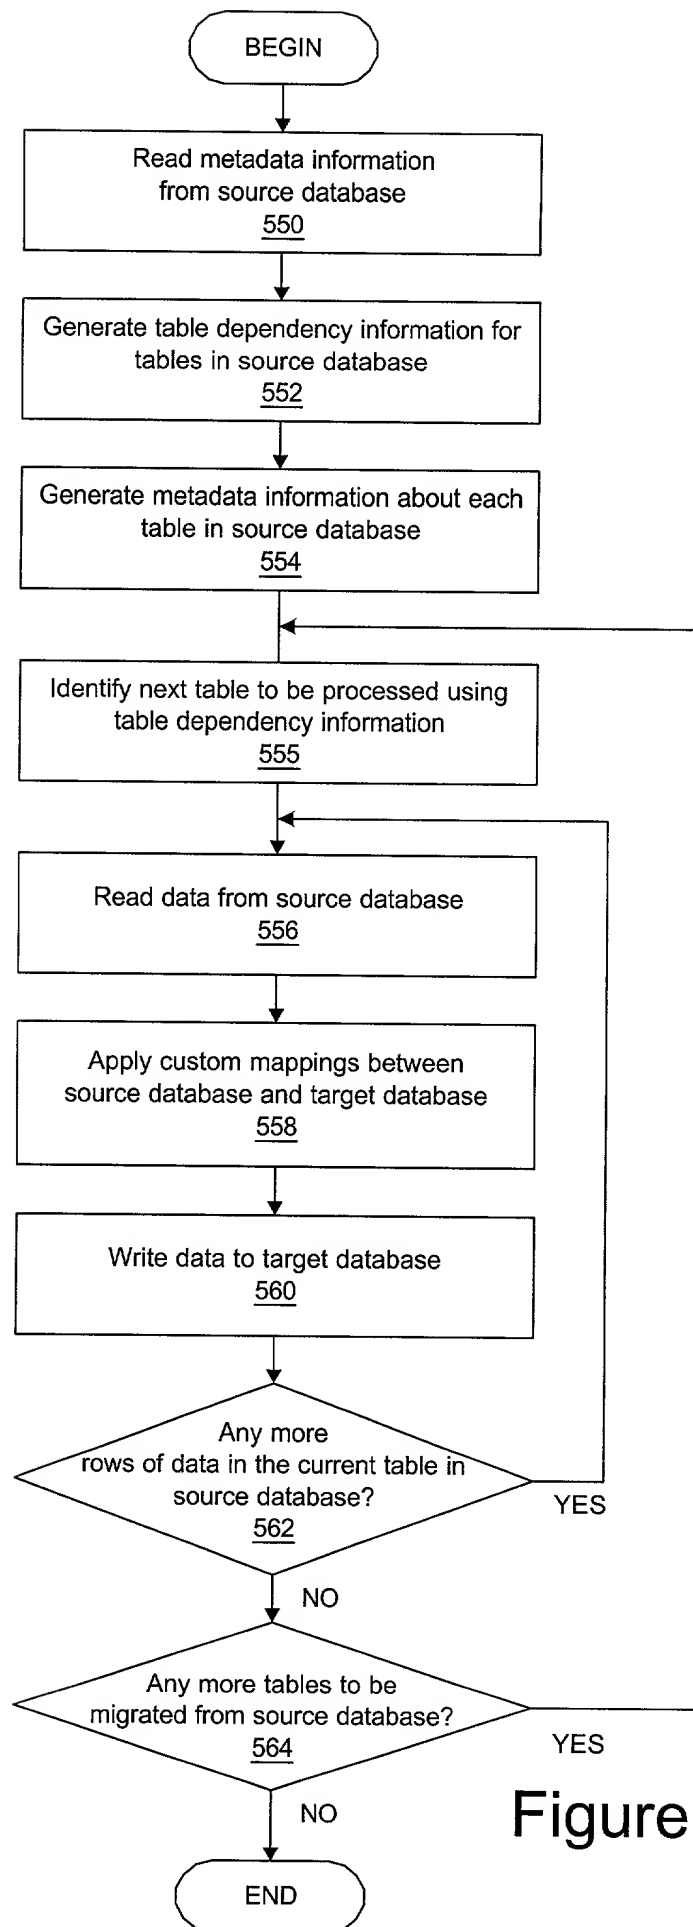 BEGIN
Read metadata information
from source database
550
Generate table dependency information for
tables in source database
552
Generate metadata information about each
table in source database
554
Identify next table to be processed using
table dependency information
555
Read data from source database
556
Apply custom mappings between
source database and target database
558
Write data to target database
560
Any more
rows of data in the current table in
source database?
562
YES
NO
Any more tables to be
migrated from source database?
564
YES
NO
Figure
END